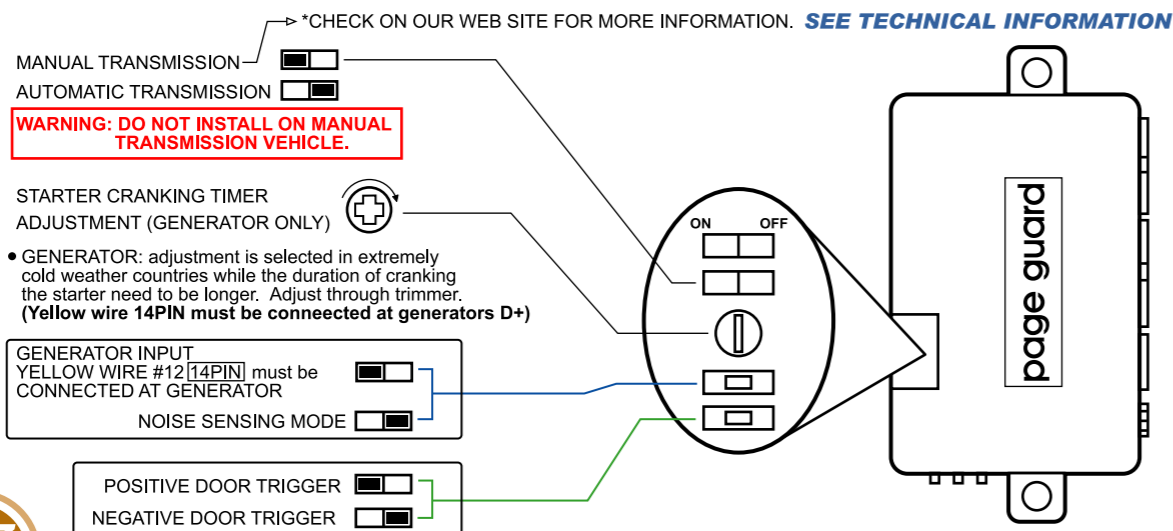 *CHECK ON OUR WEB SITE FOR MORE INFORMATION. SEE TECHNICAL INFORMATION
MANUAL TRANSMISSION
AUTOMATIC TRANSMISSION
WARNING: DO NOT INSTALL ON MANUAL
TRANSMISSION VEHICLE.
STARTER CRANKING TIMER
ADJUSTMENT (GENERATOR ONLY)
• GENERATOR: adjustment is selected in extremely
cold weather countries while the duration of cranking
the starter need to be longer. Adjust through trimmer.
(Yellow wire 14PIN must be conneected at generators D+)
GENERATOR INPUT
YELLOW WIRE #12 14PIN must be
CONNECTED AT GENERATOR
NOISE SENSING MODE
POSITIVE DOOR TRIGGER
NEGATIVE DOOR TRIGGER
ON OFF
page guard